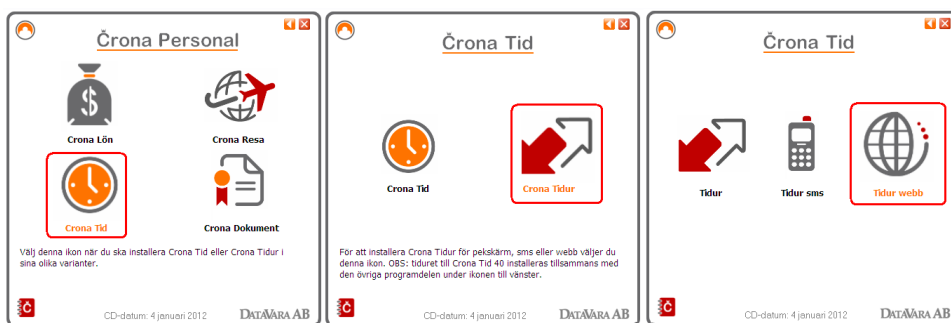 Črona Personal
Crona Lön
Crona Resa
Crona Tid
Crona Dokument
Välj denna ikon när du ska installera Crona Tid eller Crona Tidur i
sina olika varianter.
Č
CD-datum: 4 januari 2012
DATAVARA AB
Črona Tid
Crona Tid
Crona Tidur
För att installera Crona Tidur för pekskärm, sms eller webb väljer du
denna ikon. OBS: tiduret till Crona Tid 40 installeras tillsammans med
den övriga programdelen under ikonen till vänster.
Č
CD-datum: 4 januari 2012
DATAVARA AB
Črona Tid
Tidur
Tidur sms
Tidur webb
Č
CD-datum: 4 januari 2012
DATAVARA AB